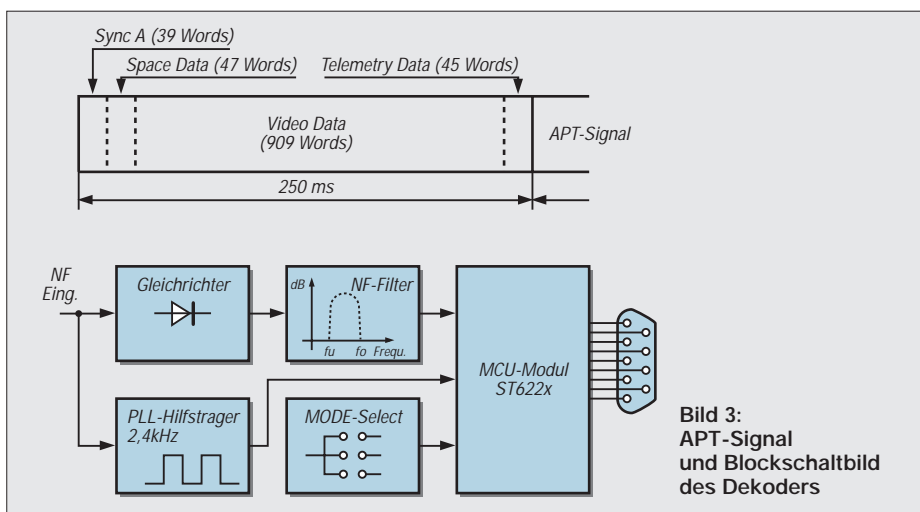 Sync A (39 Words)
Space Data (47 Words)
Telemetry Data (45 Words)
Video Data
(909 Words)
APT-Signal
250 ms
NF
Eing.
Gleichrichter
dB
NF-Filter
fu
fo
Frequ.
MCU-Modul
ST622x
PLL-Hilfstrager
2,4kHz
MODE-Select
Bild 3:
APT-Signal
und Blockschaltbild
des Dekoders